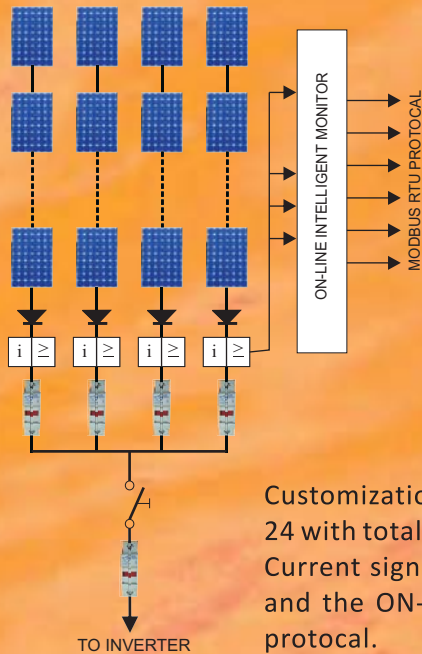 ON-LINE INTELLIGENT MONITOR
MODBUS RTU PROTOCAL
i ≥ i ≥ i ≥ i ≥
TO INVERTER
Customizatio
24 with total
Current sign
and the ON-
protocal.